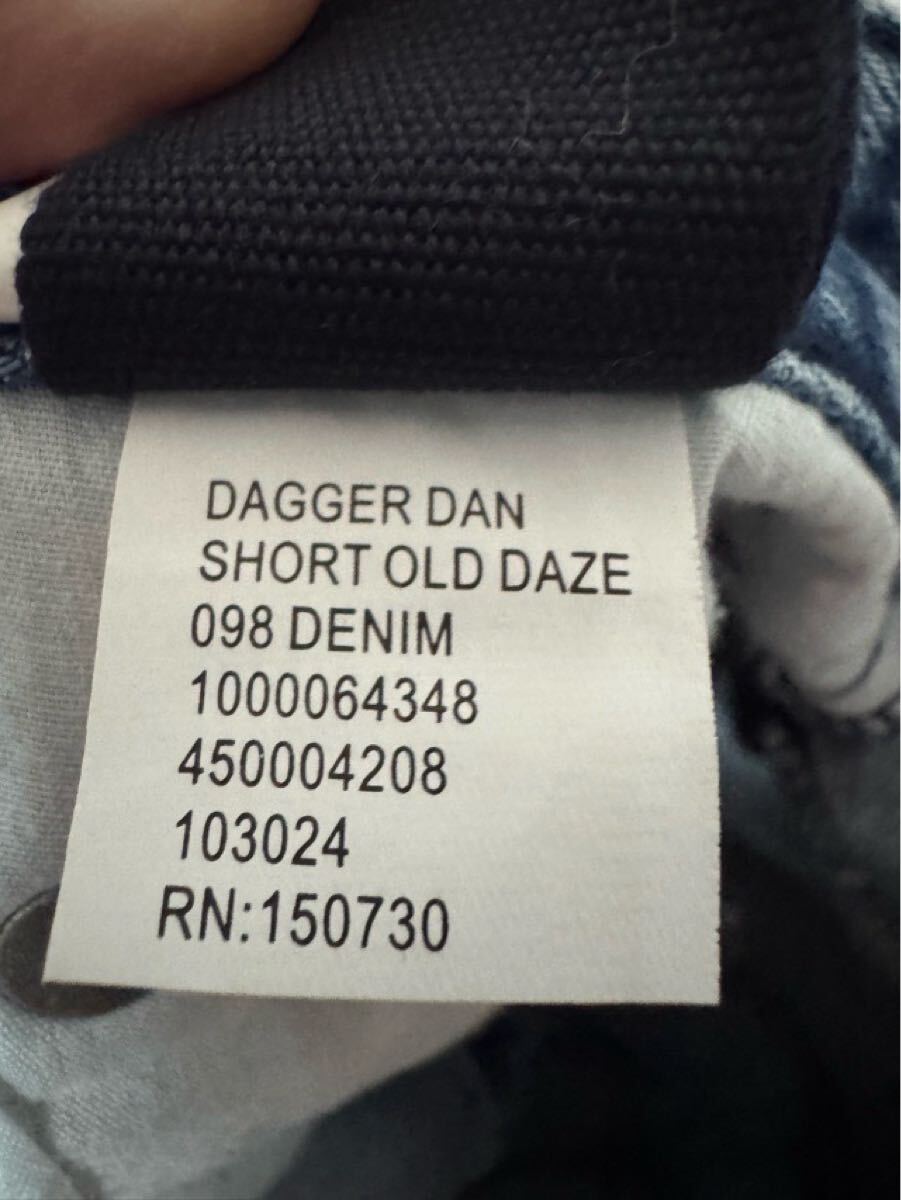 DAGGER DAN
SHORT OLD DAZE
098 DENIM
1000064348
450004208
103024
RN:150730